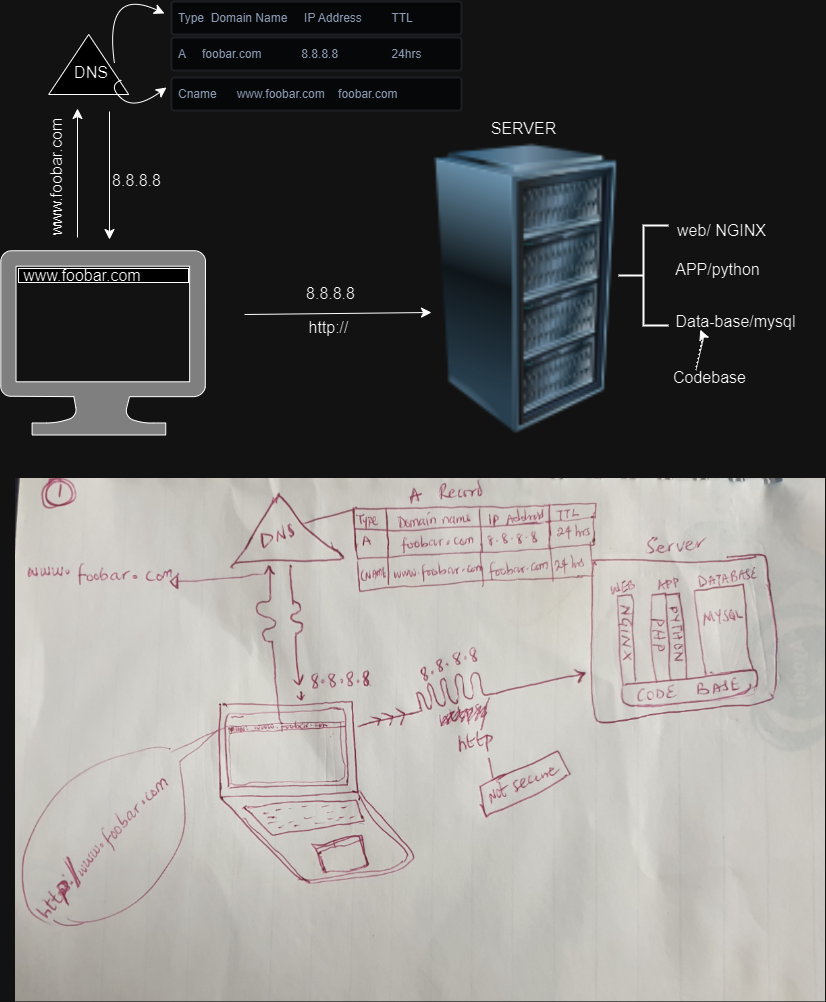 Type Domain Name IP Address TTL
A foobar.com 8.8.8.8 24hrs
Cname www.foobar.com foobar.com
DNS
www.foobar.com
8.8.8.8
www.foobar.com
8.8.8.8
http://
SERVER
web/ NGINX
APP/python
Data-base/mysql
Codebase
1
A Record
Type Domain name IP Address TTL
A foobar.com 8.8.8.8 24 hrs
CNAME www.foobar.com foobar.com 24 hrs
DNS
www.foobar.com
8.8.8.8
www.foobar.com
http://www.foobar.com
8.8.8.8
http
Not secure
Server
WEB APP DATABASE
NGINX
PHP
PYTHON
MYSQL
CODE BASE